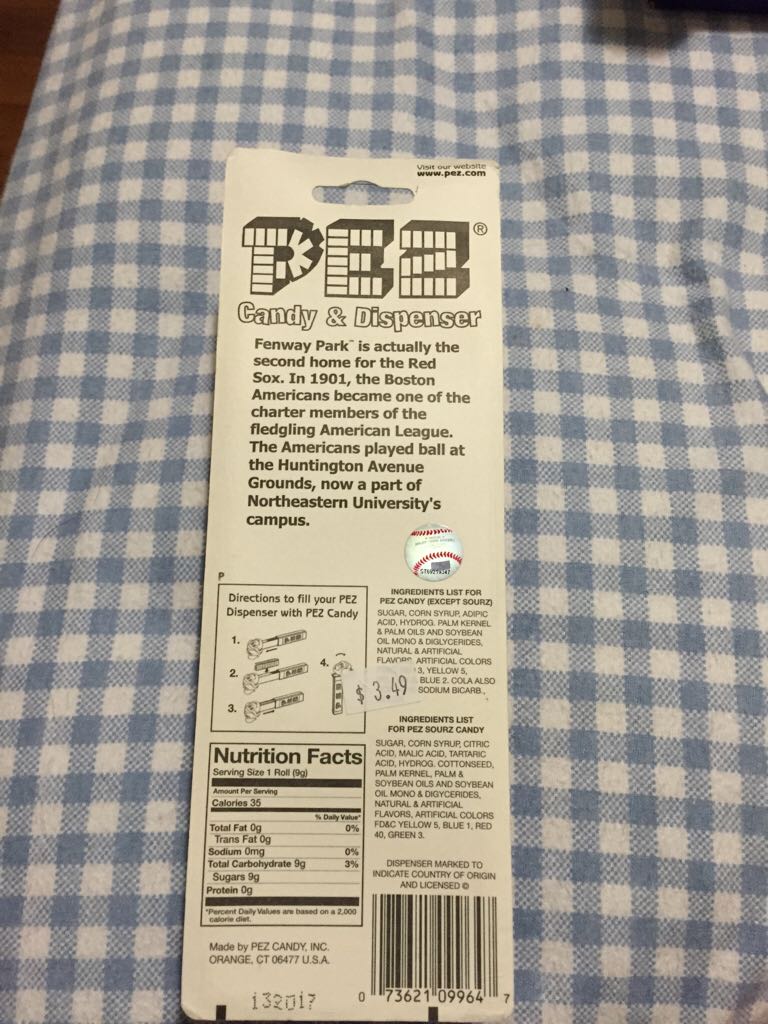 Visit our website
www.pez.com
PEZ®
Candy & Dispenser
Fenway Park™ is actually the
second home for the Red
Sox. In 1901, the Boston
Americans became one of the
charter members of the
fledgling American League.
The Americans played ball at
the Huntington Avenue
Grounds, now a part of
Northeastern University's
campus.
P
Directions to fill your PEZ
Dispenser with PEZ Candy
1.
2.
3.
4.
$3.49
INGREDIENTS LIST FOR
PEZ CANDY (EXCEPT SOURZ)
SUGAR, CORN SYRUP, ADIPIC
ACID, HYDROG. PALM KERNEL
& PALM OILS AND SOYBEAN
OIL MONO & DIGLYCERIDES,
NATURAL & ARTIFICIAL
FLAVORS, ARTIFICIAL COLORS
3, YELLOW 5,
BLUE 2. COLA ALSO
SODIUM BICARB.,
INGREDIENTS LIST
FOR PEZ SOURZ CANDY
SUGAR, CORN SYRUP, CITRIC
ACID, MALIC ACID, TARTARIC
ACID, HYDROG. COTTONSEED,
PALM KERNEL, PALM &
SOYBEAN OILS AND SOYBEAN
OIL MONO & DIGYCERIDES,
NATURAL & ARTIFICIAL
FLAVORS, ARTIFICIAL COLORS
FD&C YELLOW 5, BLUE 1, RED
40, GREEN 3.
DISPENSER MARKED TO
INDICATE COUNTRY OF ORIGIN
AND LICENSED ©
Nutrition Facts
Serving Size 1 Roll (9g)
Amount Per Serving
Calories 35
% Daily Value*
Total Fat 0g 0%
Trans Fat 0g
Sodium 0mg 0%
Total Carbohydrate 9g 3%
Sugars 9g
Protein 0g
*Percent Daily Values are based on a 2,000
calorie diet.
Made by PEZ CANDY, INC.
ORANGE, CT 06477 U.S.A.
132017
0 73621 09964 7